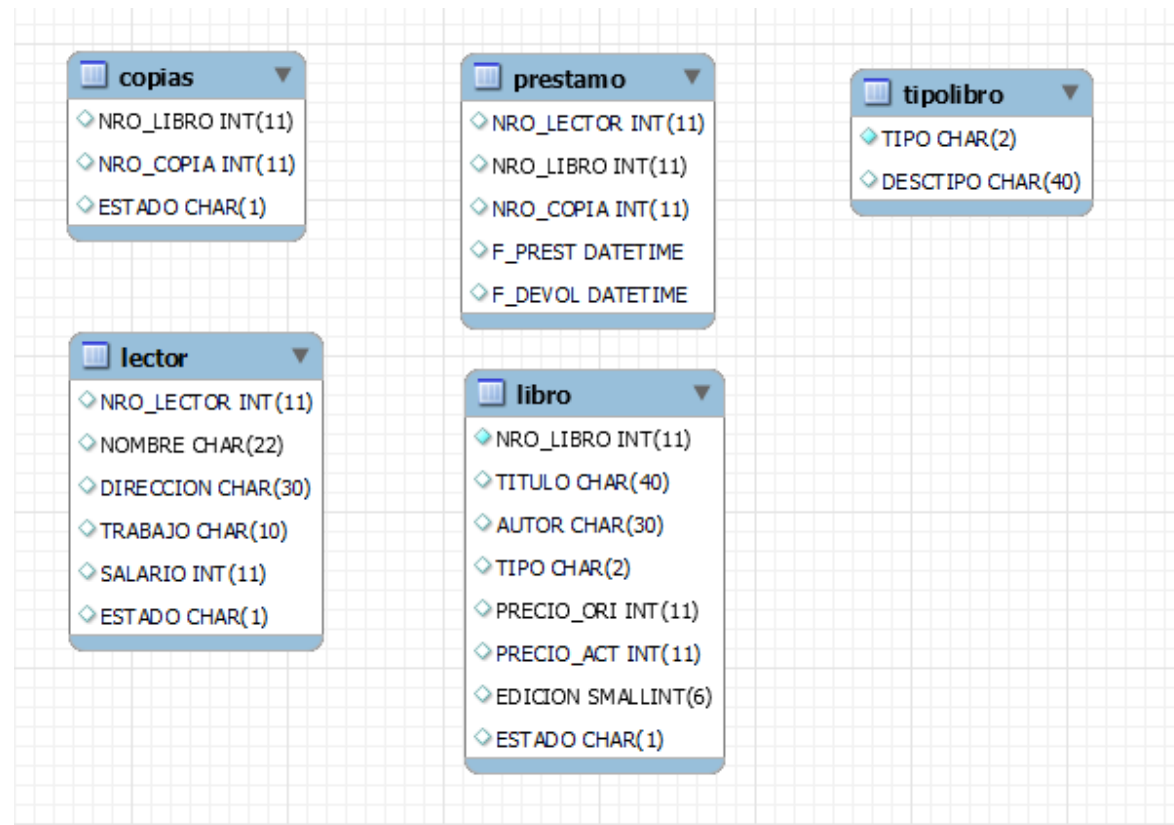 copias
NRO_LIBRO INT(11)
NRO_COPIA INT(11)
ESTADO CHAR(1)
prestamo
NRO_LECTOR INT(11)
NRO_LIBRO INT(11)
NRO_COPIA INT(11)
F_PREST DATETIME
F_DEVOL DATETIME
tipolibro
TIPO CHAR(2)
DESCTIPO CHAR(40)
lector
NRO_LECTOR INT(11)
NOMBRE CHAR(22)
DIRECCION CHAR(30)
TRABAJO CHAR(10)
SALARIO INT(11)
ESTADO CHAR(1)
libro
NRO_LIBRO INT(11)
TITULO CHAR(40)
AUTOR CHAR(30)
TIPO CHAR(2)
PRECIO_ORI INT(11)
PRECIO_ACT INT(11)
EDICION SMALLINT(6)
ESTADO CHAR(1)